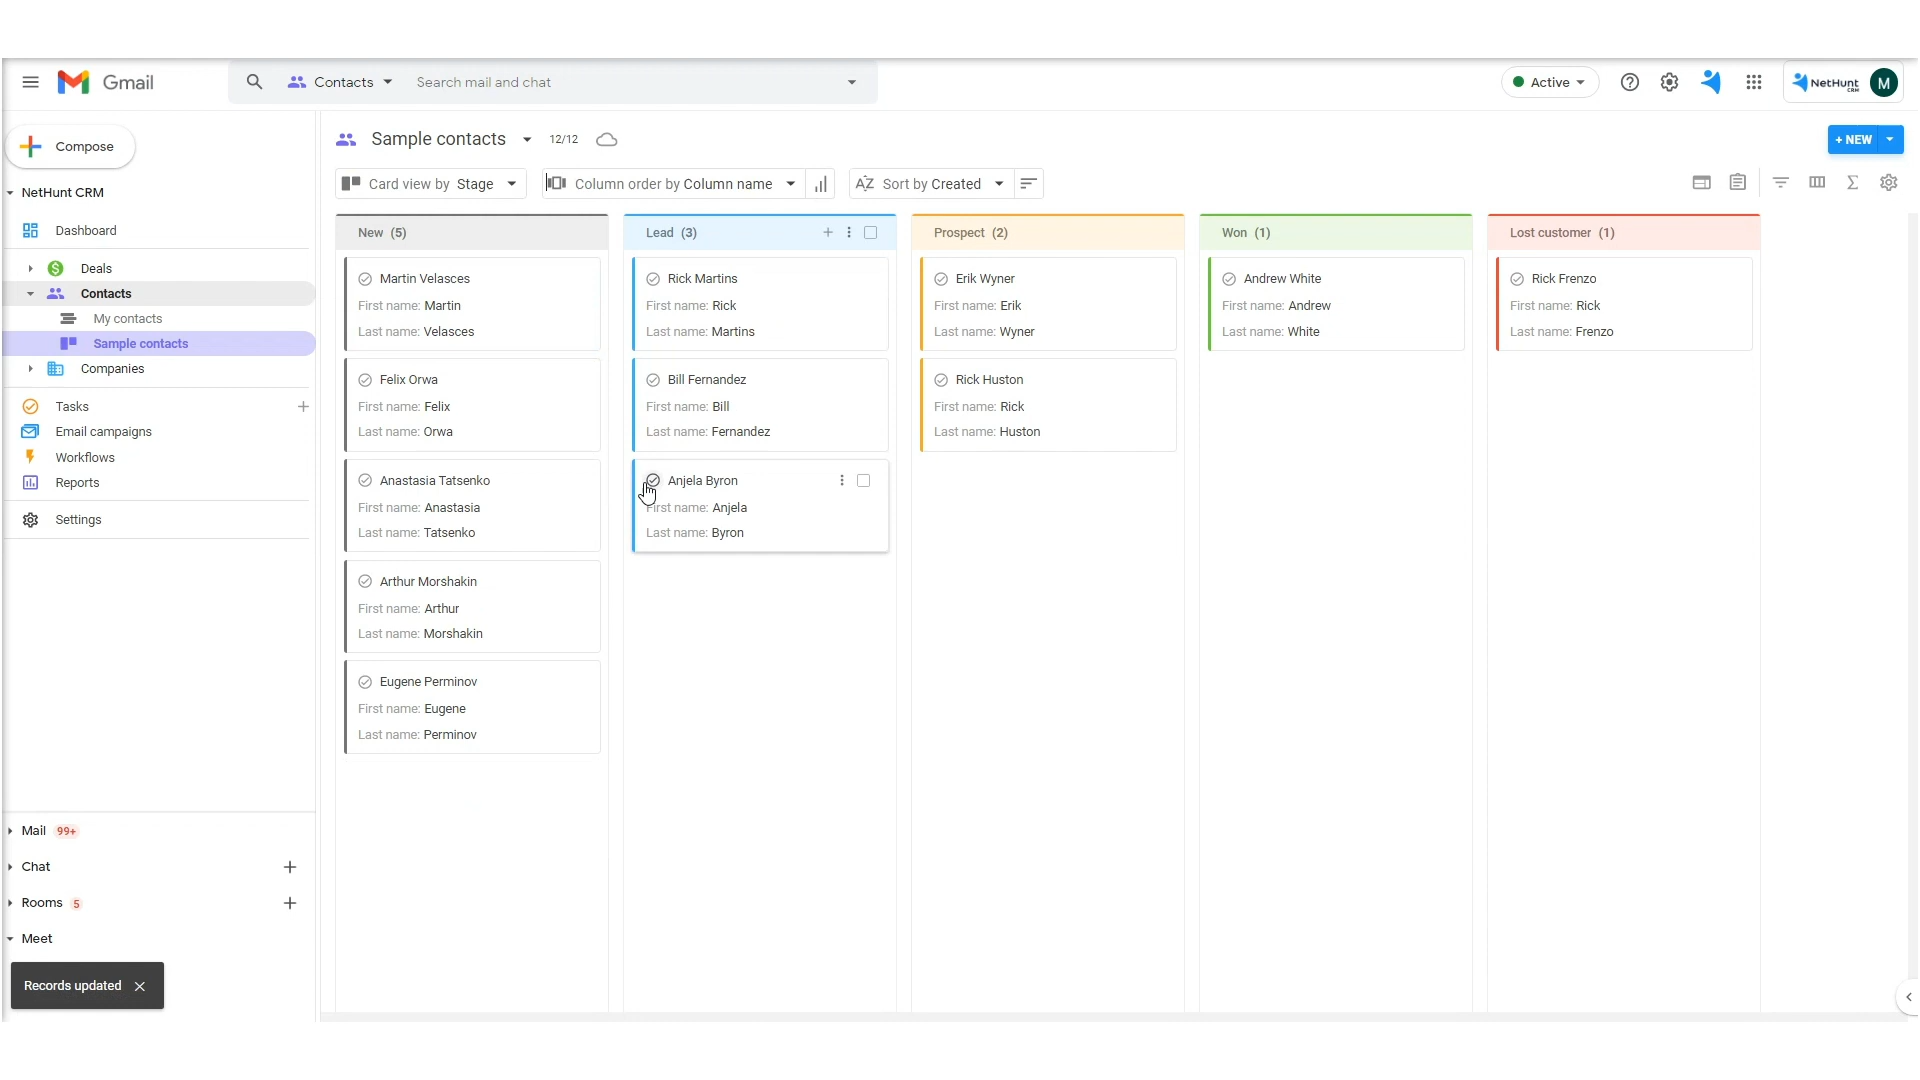 Gmail
Contacts
Search mail and chat
Active
NetHunt
CRM
M
Compose
Sample contacts
12/12
+ NEW
NetHunt CRM
Card view by Stage
Column order by Column name
Sort by Created
Dashboard
Deals
Contacts
My contacts
Sample contacts
Companies
Tasks
Email campaigns
Workflows
Reports
Settings
Mail 99+
Chat
Rooms 5
Meet
Records updated
New (5)
Martin Velasces
First name: Martin
Last name: Velasces
Felix Orwa
First name: Felix
Last name: Orwa
Anastasia Tatsenko
First name: Anastasia
Last name: Tatsenko
Arthur Morshakin
First name: Arthur
Last name: Morshakin
Eugene Perminov
First name: Eugene
Last name: Perminov
Lead (3)
Rick Martins
First name: Rick
Last name: Martins
Bill Fernandez
First name: Bill
Last name: Fernandez
Anjela Byron
First name: Anjela
Last name: Byron
Prospect (2)
Erik Wyner
First name: Erik
Last name: Wyner
Rick Huston
First name: Rick
Last name: Huston
Won (1)
Andrew White
First name: Andrew
Last name: White
Lost customer (1)
Rick Frenzo
First name: Rick
Last name: Frenzo